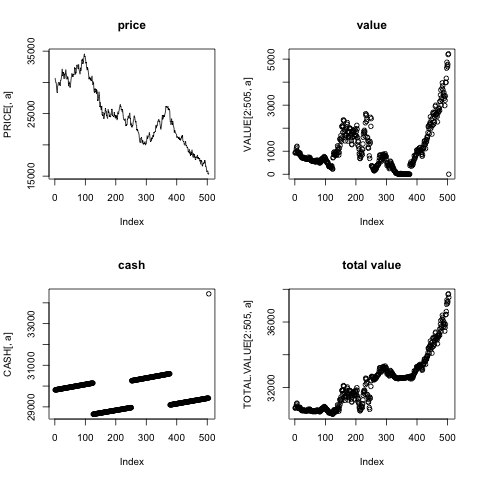 price
value
PRICE[, a]
15000
25000
35000
0 100 200 300 400 500
Index
VALUE[2:505, a]
0
1000
3000
5000
0 100 200 300 400 500
Index
cash
total value
CASH[, a]
29000
31000
33000
0 100 200 300 400 500
Index
TOTAL.VALUE[2:505, a]
32000
36000
0 100 200 300 400 500
Index